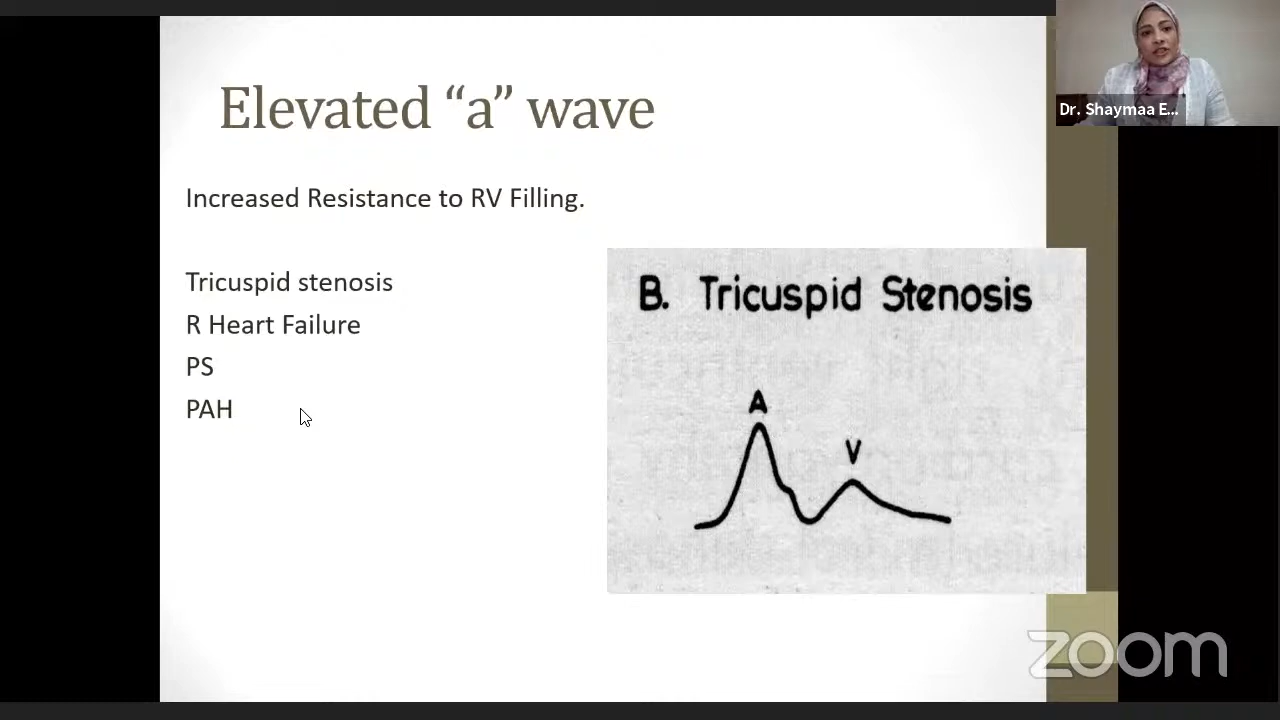 Elevated “a” wave
Increased Resistance to RV Filling.
Tricuspid stenosis
R Heart Failure
PS
PAH
B. Tricuspid Stenosis
A
V
Dr. Shaymaa E...
zoom